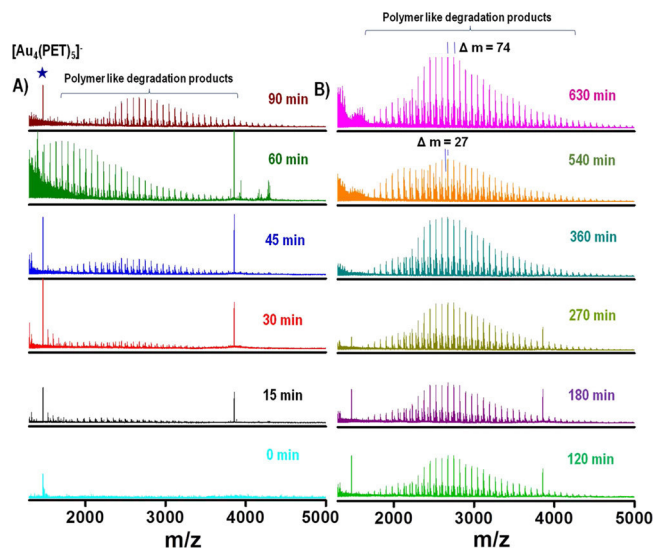 [Au4(PET)5]-
A)
Polymer like degradation products
90 min
60 min
45 min
30 min
15 min
0 min
2000 3000 4000 5000
m/z
Polymer like degradation products
B)
Δ m = 74
630 min
Δ m = 27
540 min
360 min
270 min
180 min
120 min
2000 3000 4000 5000
m/z